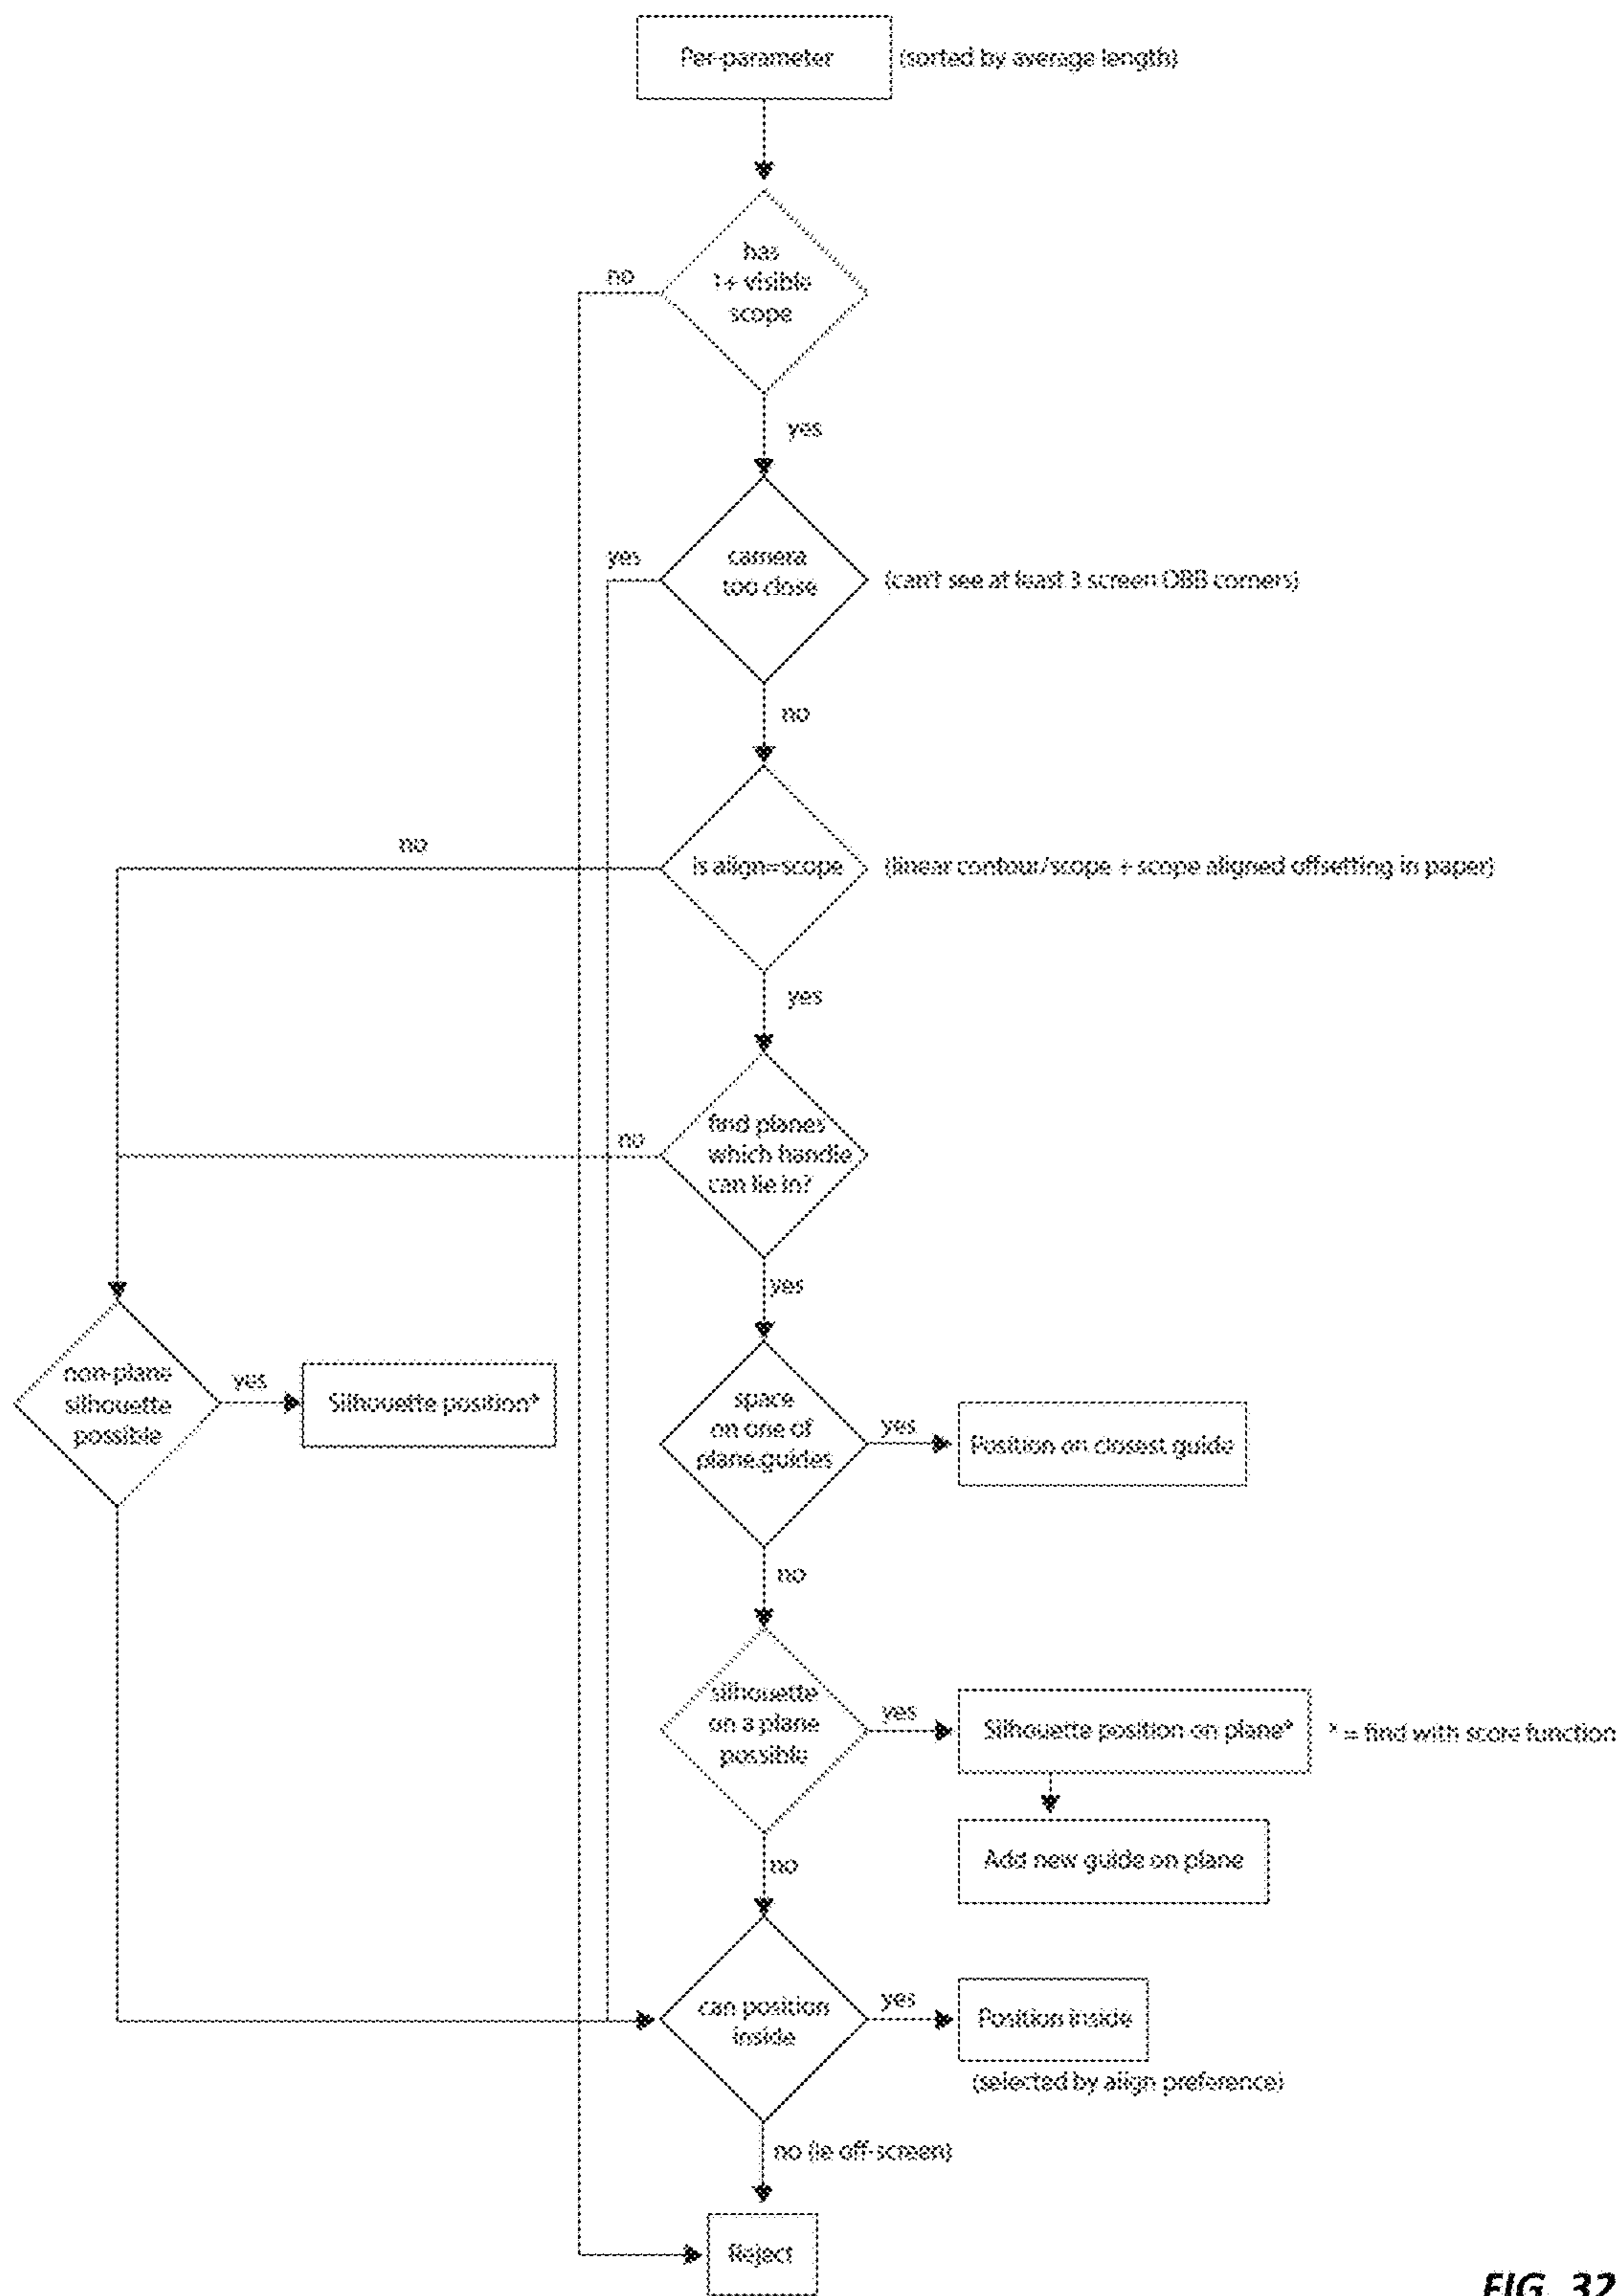 Per-parameter
(sorted by average length)
has
1+ visible
scope
no
yes
camera
too close
yes
(can't see at least 3 screen OBB corners)
no
is align=scope
no
(linear contour/scope + scope aligned offsetting in paper)
yes
find planes
which handle
can lie in?
no
yes
non-plane
silhouette
possible
yes
Silhouette position*
space
on one of
plane.guides
yes
Position on closest guide
no
silhouette
on a plane
possible
yes
Silhouette position on plane*
* = find with score function
Add new guide on plane
no
can position
inside
yes
Position inside
(selected by align preference)
no (ie off-screen)
Reject
FIG. 32